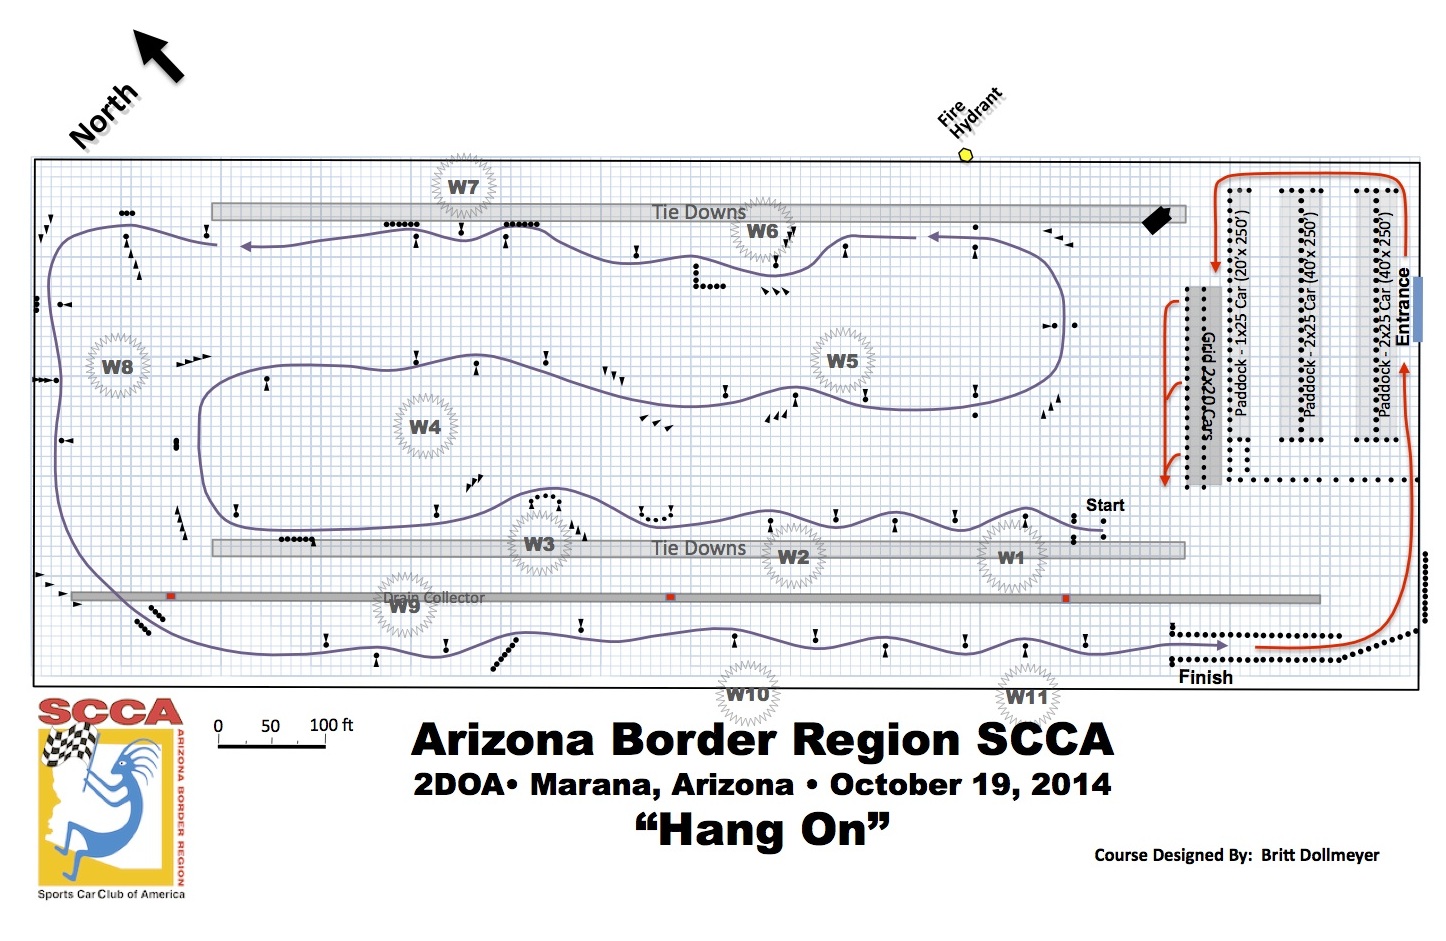 North
Fire
Hydrant
W7
Tie Downs
W6
Entrance
Paddock - 1x25 Car (20'x 250')
Paddock - 2x25 Car (40'x 250')
Paddock - 2x25 Car (40'x 250')
Grid 2x20 Cars
W8
W5
W4
Start
W3
Tie Downs
W2
W1
Drain Collector
W9
W10
W11
Finish
SCCA
ARIZONA BORDER REGION
Sports Car Club of America
0 50 100 ft
Arizona Border Region SCCA
2DOA• Marana, Arizona • October 19, 2014
“Hang On”
Course Designed By: Britt Dollmeyer